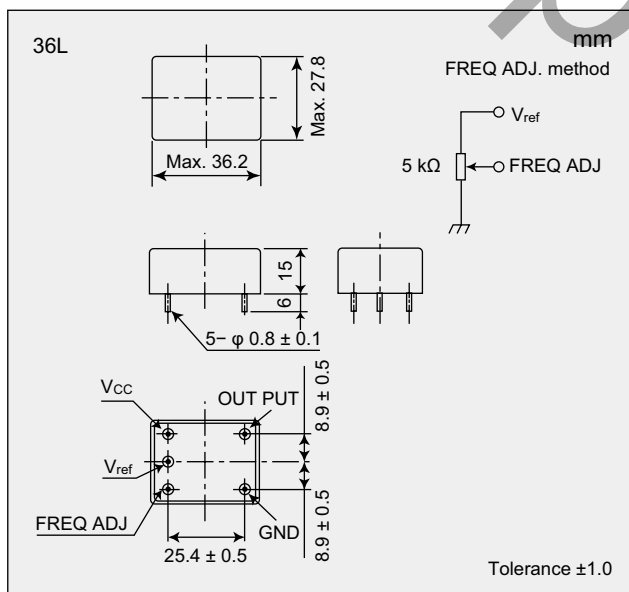 36L
mm
FREQ ADJ. method
Max. 27.8
Max. 36.2
Vref
5 kΩ
FREQ ADJ
15
6
5− φ 0.8 ± 0.1
VCC
OUT PUT
8.9 ± 0.5
Vref
FREQ ADJ
GND
8.9 ± 0.5
25.4 ± 0.5
Tolerance ±1.0